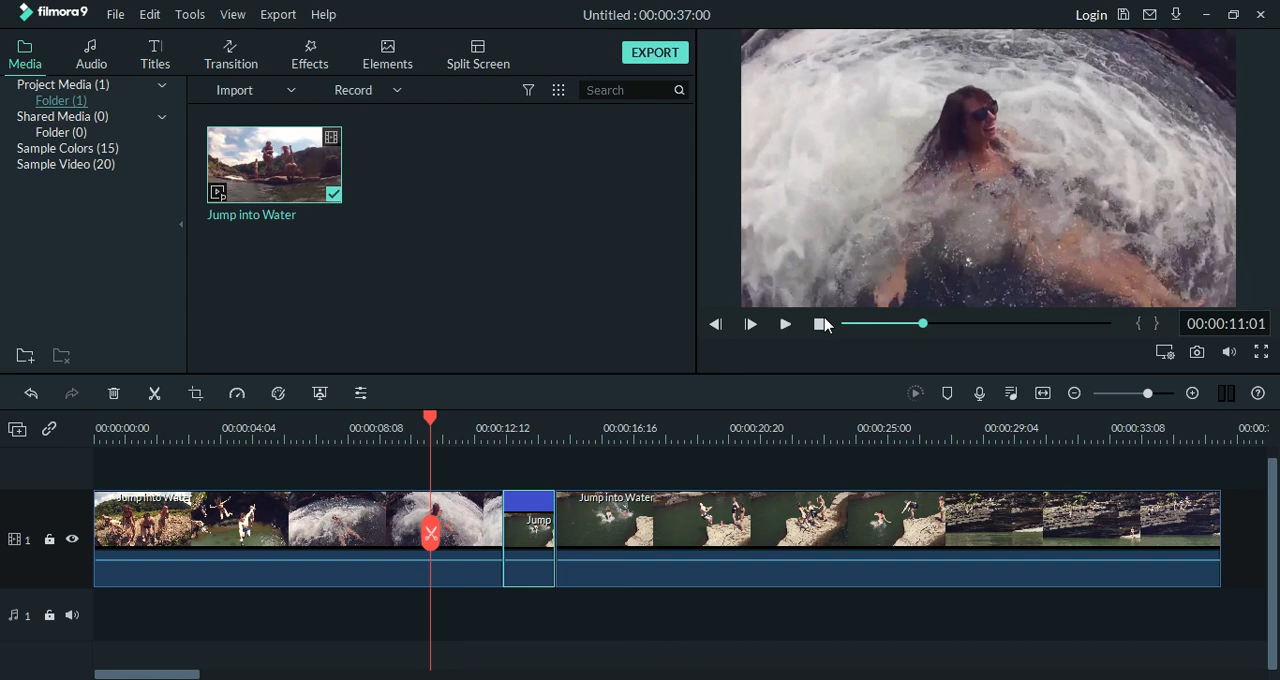 filmora9 File Edit Tools View Export Help Untitled : 00:00:37:00 Login
Media Audio Titles Transition Effects Elements Split Screen EXPORT
Project Media (1)
Folder (1)
Shared Media (0)
Folder (0)
Sample Colors (15)
Sample Video (20)
Import Record Search
Jump into Water
00:00:11:01
00:00:00:00 00:00:04:04 00:00:08:08 00:00:12:12 00:00:16:16 00:00:20:20 00:00:25:00 00:00:29:04 00:00:33:08 00:00:
Jump into Water Jump Jump into Water
1
1